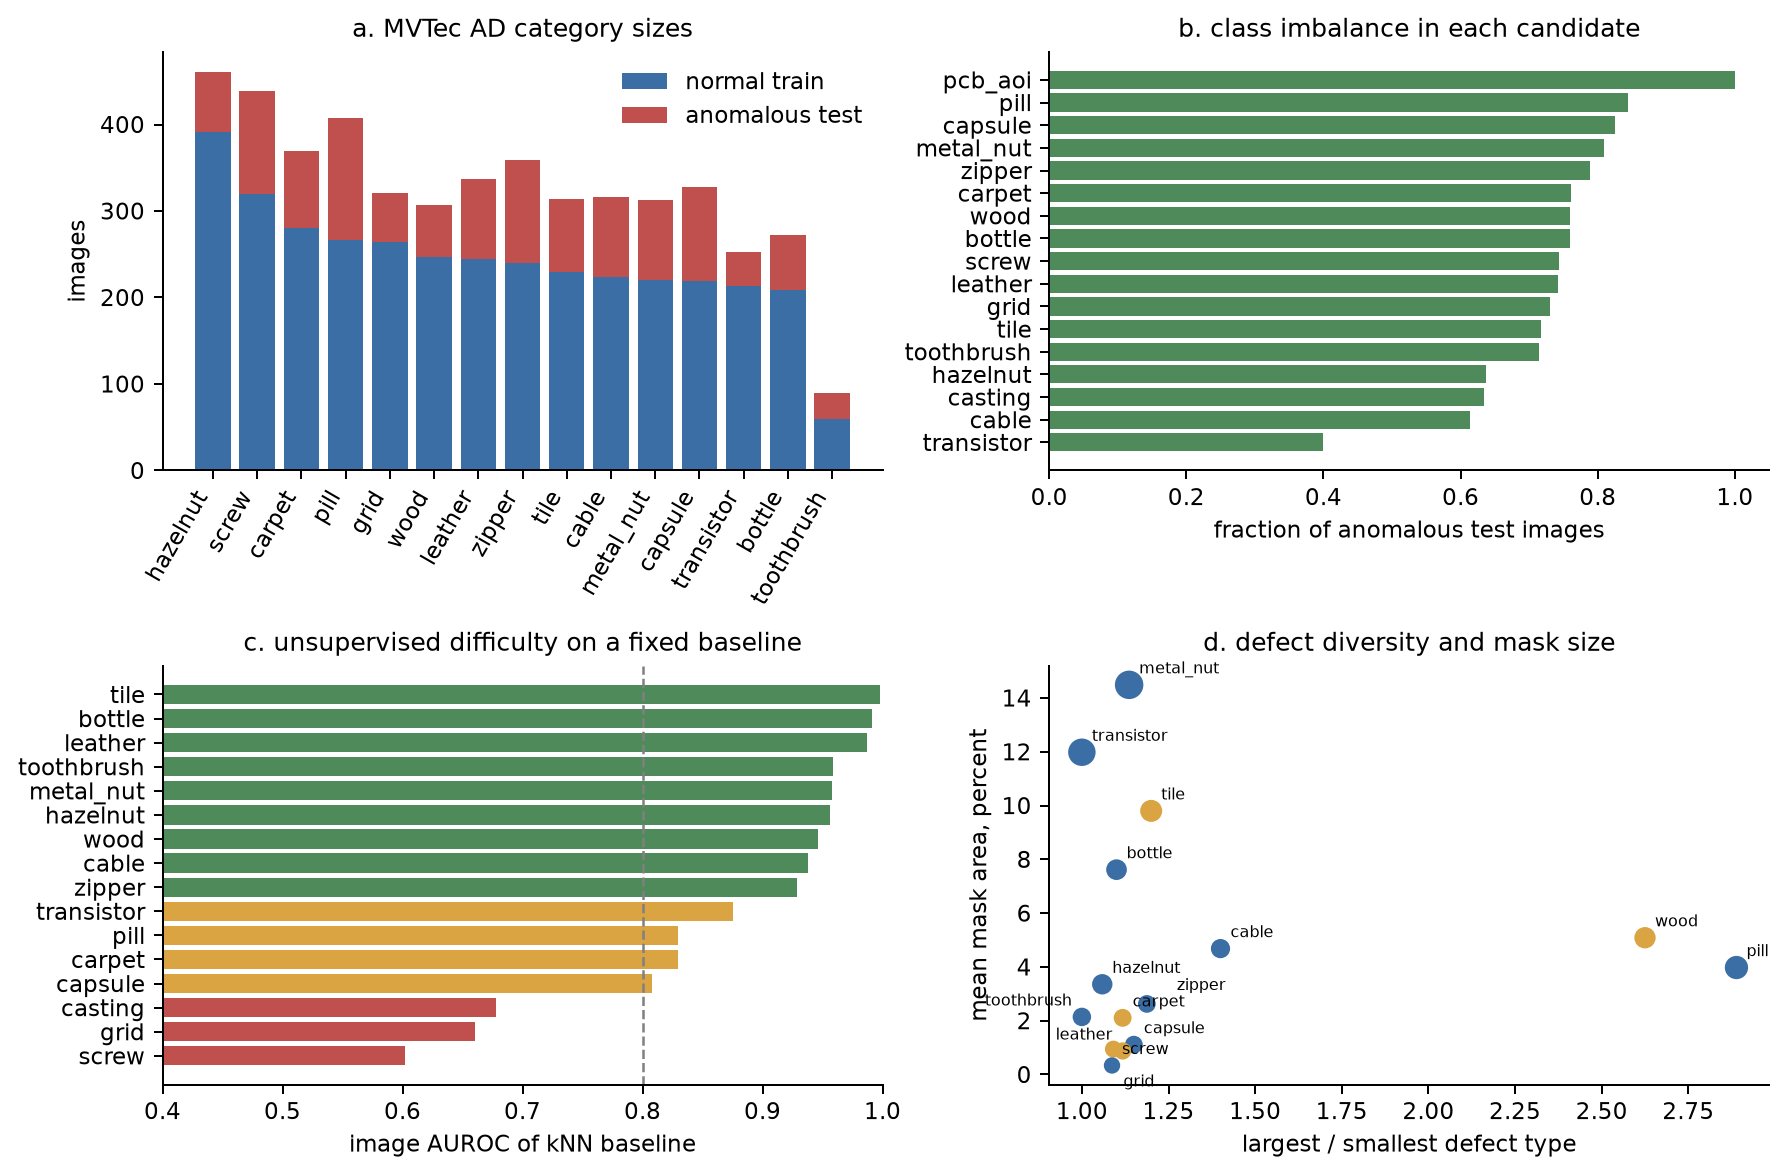 a. MVTec AD category sizes
normal train
anomalous test
images
400
300
200
100
0
hazelnut
screw
carpet
pill
grid
wood
leather
zipper
tile
cable
metal_nut
capsule
transistor
bottle
toothbrush
b. class imbalance in each candidate
pcb_aoi
pill
capsule
metal_nut
zipper
carpet
wood
bottle
screw
leather
grid
tile
toothbrush
hazelnut
casting
cable
transistor
0.0 0.2 0.4 0.6 0.8 1.0
fraction of anomalous test images
c. unsupervised difficulty on a fixed baseline
tile
bottle
leather
toothbrush
metal_nut
hazelnut
wood
cable
zipper
transistor
pill
carpet
capsule
casting
grid
screw
0.4 0.5 0.6 0.7 0.8 0.9 1.0
image AUROC of kNN baseline
d. defect diversity and mask size
mean mask area, percent
14
12
10
8
6
4
2
0
metal_nut
transistor
tile
bottle
wood
cable
pill
hazelnut
zipper
toothbrush
carpet
capsule
leather
screw
grid
1.00 1.25 1.50 1.75 2.00 2.25 2.50 2.75
largest / smallest defect type